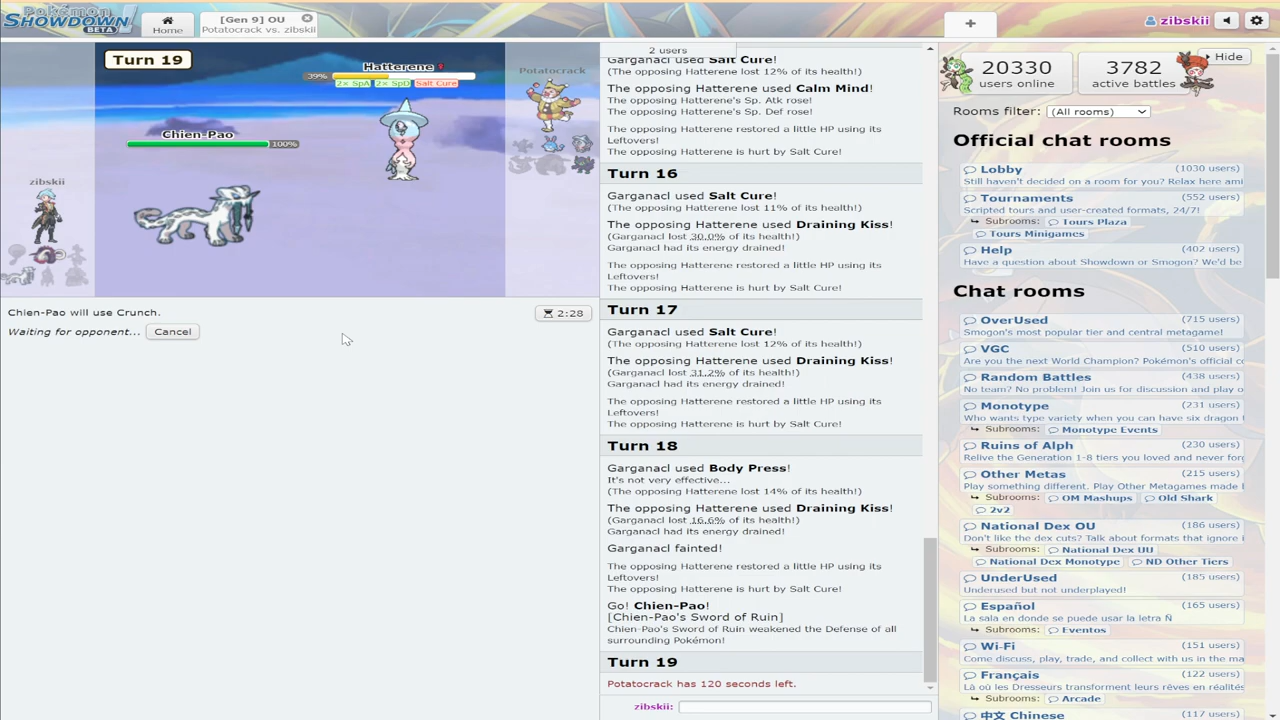 Pokémon
SHOWDOWN!
BETA
Home
[Gen 9] OU
Potatocrack vs. zibskii
+
zibskii
Turn 19
Hatterene
39%
2× SpA 2× SpD Salt Cure
Chien-Pao
100%
Potatocrack
zibskii
Chien-Pao will use Crunch.
Waiting for opponent...
Cancel
2:28
2 users
Garganacl used Salt Cure!
(The opposing Hatterene lost 12% of its health!)
The opposing Hatterene used Calm Mind!
The opposing Hatterene's Sp. Atk rose!
The opposing Hatterene's Sp. Def rose!
The opposing Hatterene restored a little HP using its
Leftovers!
The opposing Hatterene is hurt by Salt Cure!
Turn 16
Garganacl used Salt Cure!
(The opposing Hatterene lost 11% of its health!)
The opposing Hatterene used Draining Kiss!
(Garganacl lost 30.0% of its health!)
Garganacl had its energy drained!
The opposing Hatterene restored a little HP using its
Leftovers!
The opposing Hatterene is hurt by Salt Cure!
Turn 17
Garganacl used Salt Cure!
(The opposing Hatterene lost 12% of its health!)
The opposing Hatterene used Draining Kiss!
(Garganacl lost 31.2% of its health!)
Garganacl had its energy drained!
The opposing Hatterene restored a little HP using its
Leftovers!
The opposing Hatterene is hurt by Salt Cure!
Turn 18
Garganacl used Body Press!
It's not very effective...
(The opposing Hatterene lost 14% of its health!)
The opposing Hatterene used Draining Kiss!
(Garganacl lost 16.6% of its health!)
Garganacl had its energy drained!
Garganacl fainted!
The opposing Hatterene restored a little HP using its
Leftovers!
The opposing Hatterene is hurt by Salt Cure!
Go! Chien-Pao!
[Chien-Pao's Sword of Ruin]
Chien-Pao's Sword of Ruin weakened the Defense of all
surrounding Pokémon!
Turn 19
Potatocrack has 120 seconds left.
zibskii:
20330
users online
3782
active battles
Hide
Rooms filter: (All rooms)
Official chat rooms
Lobby (1030 users)
Still haven't decided on a room for you? Relax here ami
Tournaments (552 users)
Scripted tours and user-created formats, 24/7!
Subrooms: Tours Plaza
Tours Minigames
Help (402 users)
Have a question about Showdown or Smogon? We'd be
Chat rooms
OverUsed (715 users)
Smogon's most popular tier and central metagame!
VGC (510 users)
Are you the next World Champion? Pokémon's official c
Random Battles (438 users)
No team? No problem! Join us for discussion and play o
Monotype (231 users)
Who wants type variety when you can have six dragon
Subrooms: Monotype Events
Ruins of Alph (230 users)
Relive the Generation 1-8 tiers you loved and never for
Other Metas (215 users)
Play something different. Play Other Metagames made
Subrooms: OM Mashups Old Shark
2v2
National Dex OU (186 users)
Don't like the dex cuts? Talk about formats that ignore i
Subrooms: National Dex UU
National Dex Monotype ND Other Tiers
UnderUsed (185 users)
Underused but not underplayed!
Español (165 users)
La sala en donde se puede usar la letra Ñ
Subrooms: Eventos
Wi-Fi (151 users)
Come discuss, play, trade, and collect with us in the ma
Français (122 users)
Là où les Dresseurs transforment leurs rêves en réalités
Subrooms: Arcade
中文 Chinese (117 users)